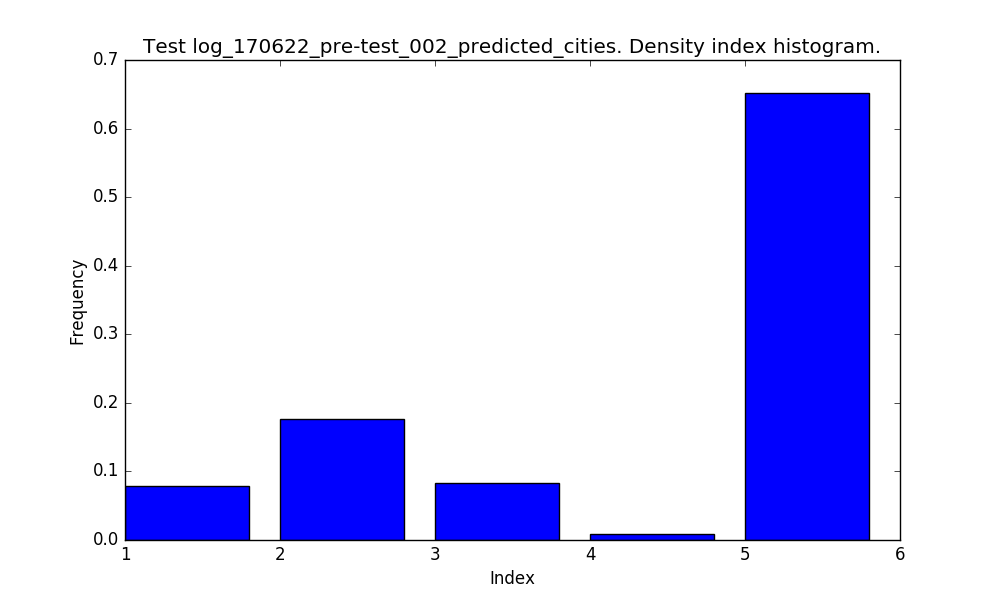 Test log_170622_pre-test_002_predicted_cities. Density index histogram.
0.7
0.6
0.5
0.4
0.3
0.2
0.1
0.0
Frequency
1 2 3 4 5 6
Index